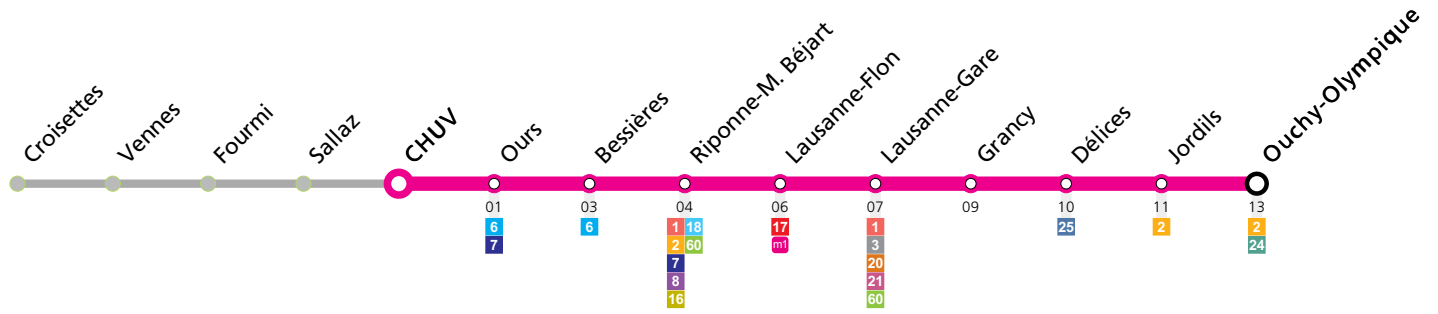 Croisettes
Vennes
Fourmi
Sallaz
CHUV
Ours
Bessières
Riponne-M. Béjart
Lausanne-Flon
Lausanne-Gare
Grancy
Délices
Jordils
Ouchy-Olympique
01 03 04 06 07 09 10 11 13
6 6 1 18 17 1 25 2 2
7 2 60 m1 3 24
7 20
8 21
16 60